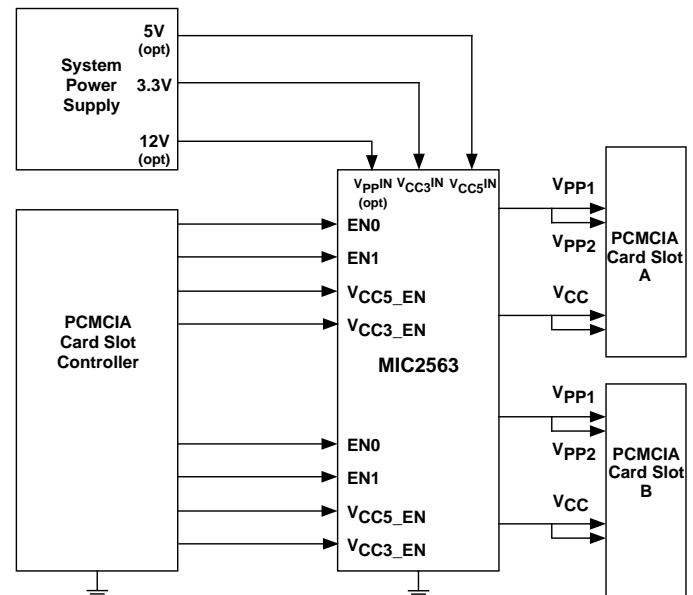 5V
(opt)
System
Power
Supply
3.3V
12V
(opt)
VPPIN
(opt)
VCC3IN
VCC5IN
PCMCIA
Card Slot
Controller
EN0
EN1
VCC5_EN
VCC3_EN
MIC2563
EN0
EN1
VCC5_EN
VCC3_EN
VPP1
VPP2
VCC
PCMCIA
Card Slot
A
VPP1
VPP2
VCC
PCMCIA
Card Slot
B